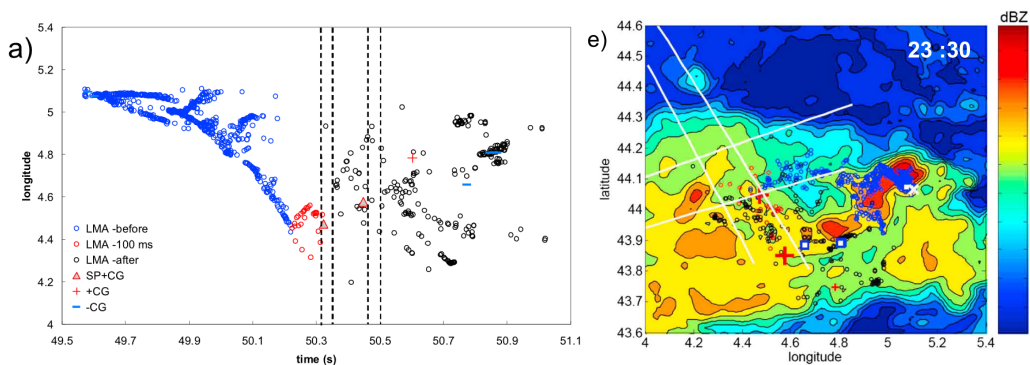 a)
longitude
5.4
5.2
5.1
4.8
4.6
4.4
4.2
4
LMA -before
LMA -100 ms
LMA -after
SP+CG
+CG
-CG
49.5 49.7 49.9 50.1 50.3 50.5 50.7 50.9 51.1
time (s)
e)
dBZ
23 :30
latitude
44.6
44.5
44.4
44.3
44.2
44.1
44
43.9
43.8
43.7
43.6
4 4.2 4.4 4.6 4.8 5 5.2 5.4
longitude